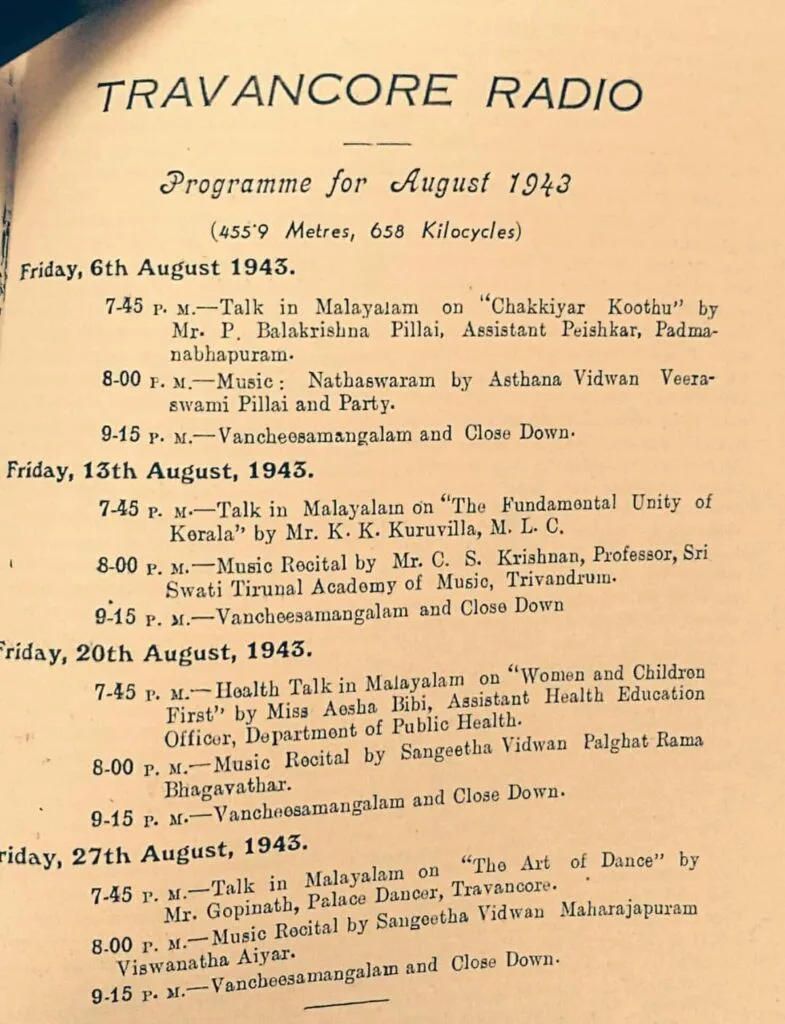 TRAVANCORE RADIO
Programme for August 1943
(455·9 Metres, 658 Kilocycles)
Friday, 6th August 1943.
7-45 P. M.—Talk in Malayalam on "Chakkiyar Koothu" by
Mr. P. Balakrishna Pillai, Assistant Peishkar, Padma-
nabhapuram.
8-00 P. M.—Music: Nathaswaram by Asthana Vidwan Veera-
swami Pillai and Party.
9-15 P. M.—Vancheesamangalam and Close Down.
Friday, 13th August, 1943.
7-45 P. M.—Talk in Malayalam on "The Fundamental Unity of
Kerala" by Mr. K. K. Kuruvilla, M. L. C.
8-00 P. M.—Music Recital by Mr. C. S. Krishnan, Professor, Sri
Swati Tirunal Academy of Music, Trivandrum.
9-15 P. M.—Vancheesamangalam and Close Down
Friday, 20th August, 1943.
7-45 P. M.—Health Talk in Malayalam on "Women and Children
First" by Miss Aesha Bibi, Assistant Health Education
Officer, Department of Public Health.
8-00 P. M.—Music Recital by Sangeetha Vidwan Palghat Rama
Bhagavathar.
9-15 P. M.—Vancheesamangalam and Close Down.
riday, 27th August, 1943.
7-45 P. M.—Talk in Malayalam on "The Art of Dance" by
Mr. Gopinath, Palace Dancer, Travancore.
8-00 P. M.—Music Recital by Sangeetha Vidwan Maharajapuram
Viswanatha Aiyar.
9-15 P. M.—Vancheesamangalam and Close Down.